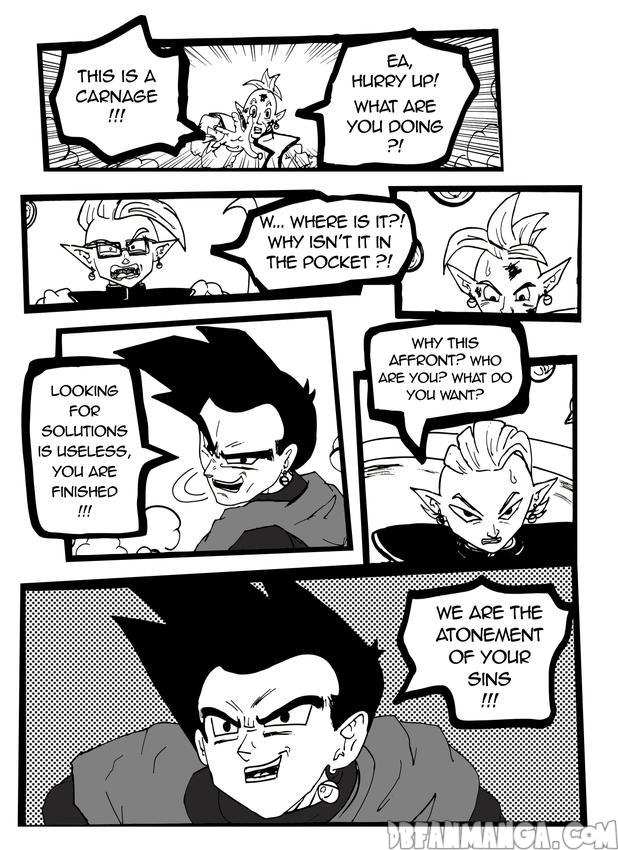 THIS IS A
CARNAGE
!!!
EA,
HURRY UP!
WHAT ARE
YOU DOING
?!
W... WHERE IS IT?!
WHY ISN'T IT IN
THE POCKET ?!
LOOKING
FOR
SOLUTIONS
IS USELESS,
YOU ARE
FINISHED
!!!
WHY THIS
AFFRONT? WHO
ARE YOU? WHAT DO
YOU WANT?
WE ARE THE
ATONEMENT
OF YOUR
SINS
!!!
DBFANMANGA.COM